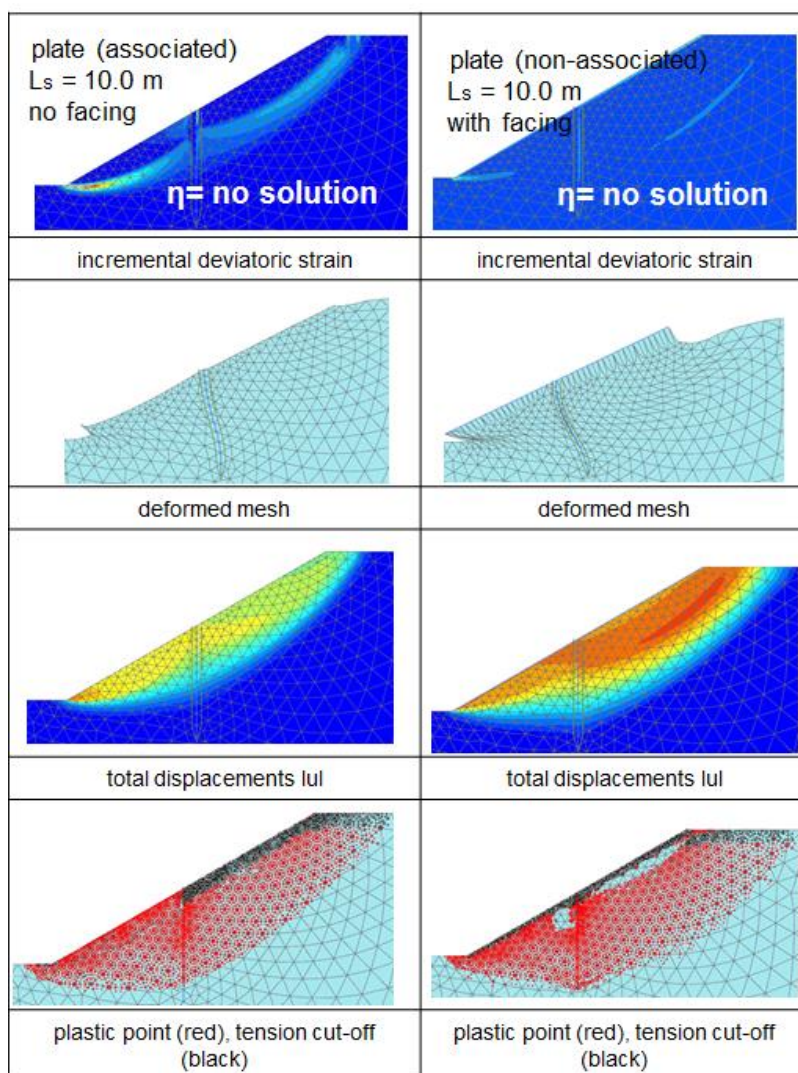 plate (associated)
Ls = 10.0 m
no facing
η= no solution
plate (non-associated)
Ls = 10.0 m
with facing
η= no solution
incremental deviatoric strain
incremental deviatoric strain
deformed mesh
deformed mesh
total displacements lul
total displacements lul
plastic point (red), tension cut-off
(black)
plastic point (red), tension cut-off
(black)